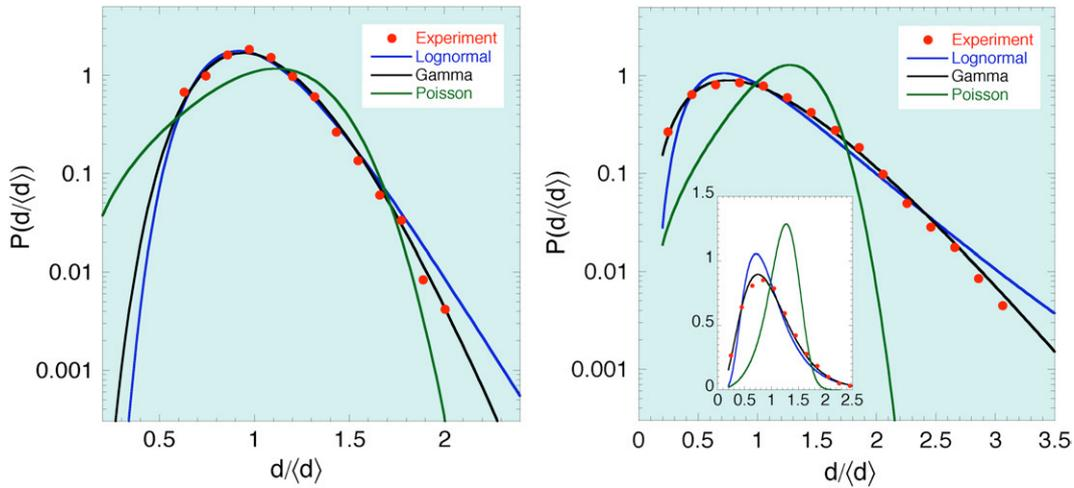 Experiment
Lognormal
Gamma
Poisson
1
0.1
0.01
0.001
P(d/⟨d⟩)
0.5
1
1.5
2
d/⟨d⟩
Experiment
Lognormal
Gamma
Poisson
1
0.1
0.01
0.001
P(d/⟨d⟩)
1.5
1
0.5
0
0 0.5 1 1.5 2 2.5
0 0.5 1 1.5 2 2.5 3 3.5
d/⟨d⟩